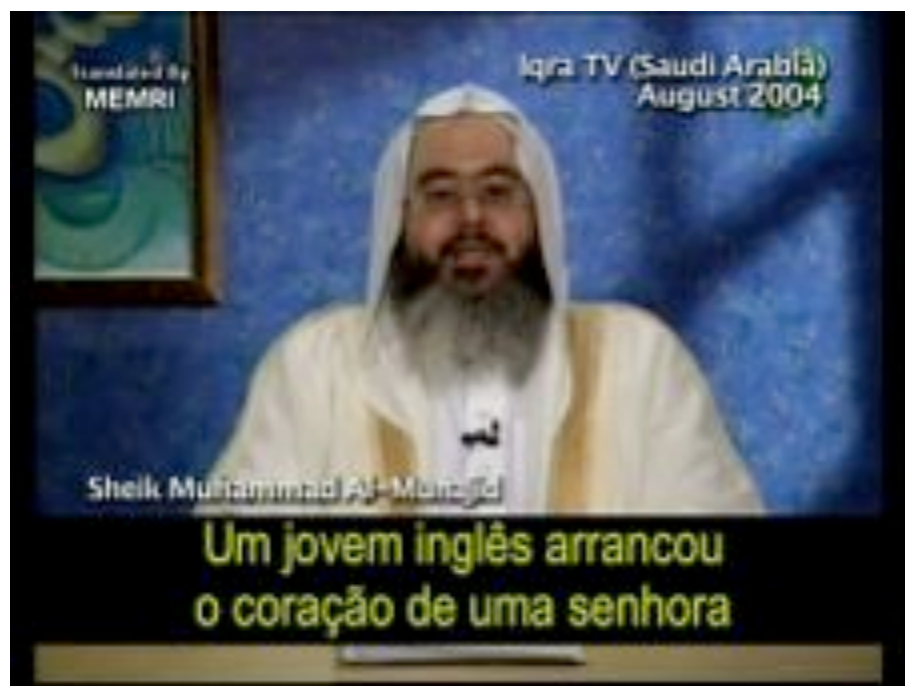 Translated By
MEMRI
Iqra TV (Saudi Arabia)
August 2004
Sheik Muhammad Al-Munajid
Um jovem inglês arrancou
o coração de uma senhora